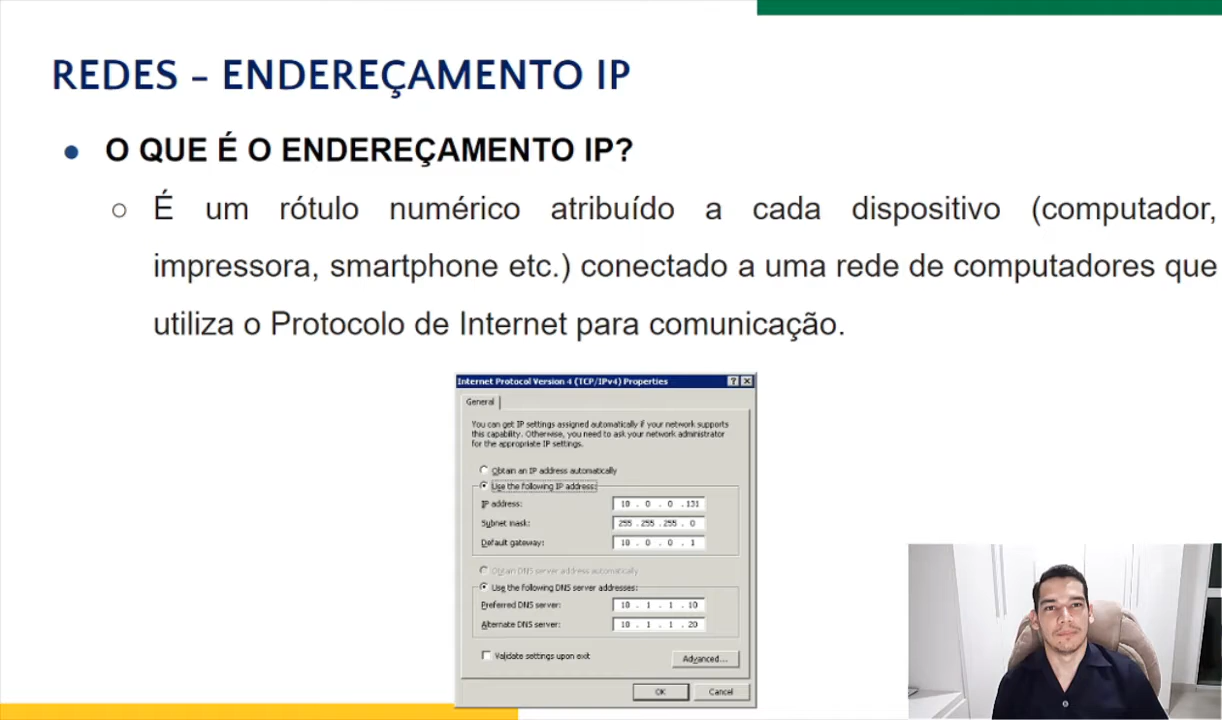 REDES – ENDEREÇAMENTO IP
● O QUE É O ENDEREÇAMENTO IP?
○ É um rótulo numérico atribuído a cada dispositivo (computador,
impressora, smartphone etc.) conectado a uma rede de computadores que
utiliza o Protocolo de Internet para comunicação.
Internet Protocol Version 4 (TCP/IPv4) Properties
General
You can get IP settings assigned automatically if your network supports
this capability. Otherwise, you need to ask your network administrator
for the appropriate IP settings.
Obtain an IP address automatically
Use the following IP address:
IP address: 10 . 0 . 0 . 131
Subnet mask: 255 . 255 . 255 . 0
Default gateway: 10 . 0 . 0 . 1
Obtain DNS server address automatically
Use the following DNS server addresses:
Preferred DNS server: 10 . 1 . 1 . 10
Alternate DNS server: 10 . 1 . 1 . 20
Validate settings upon exit
Advanced...
OK Cancel